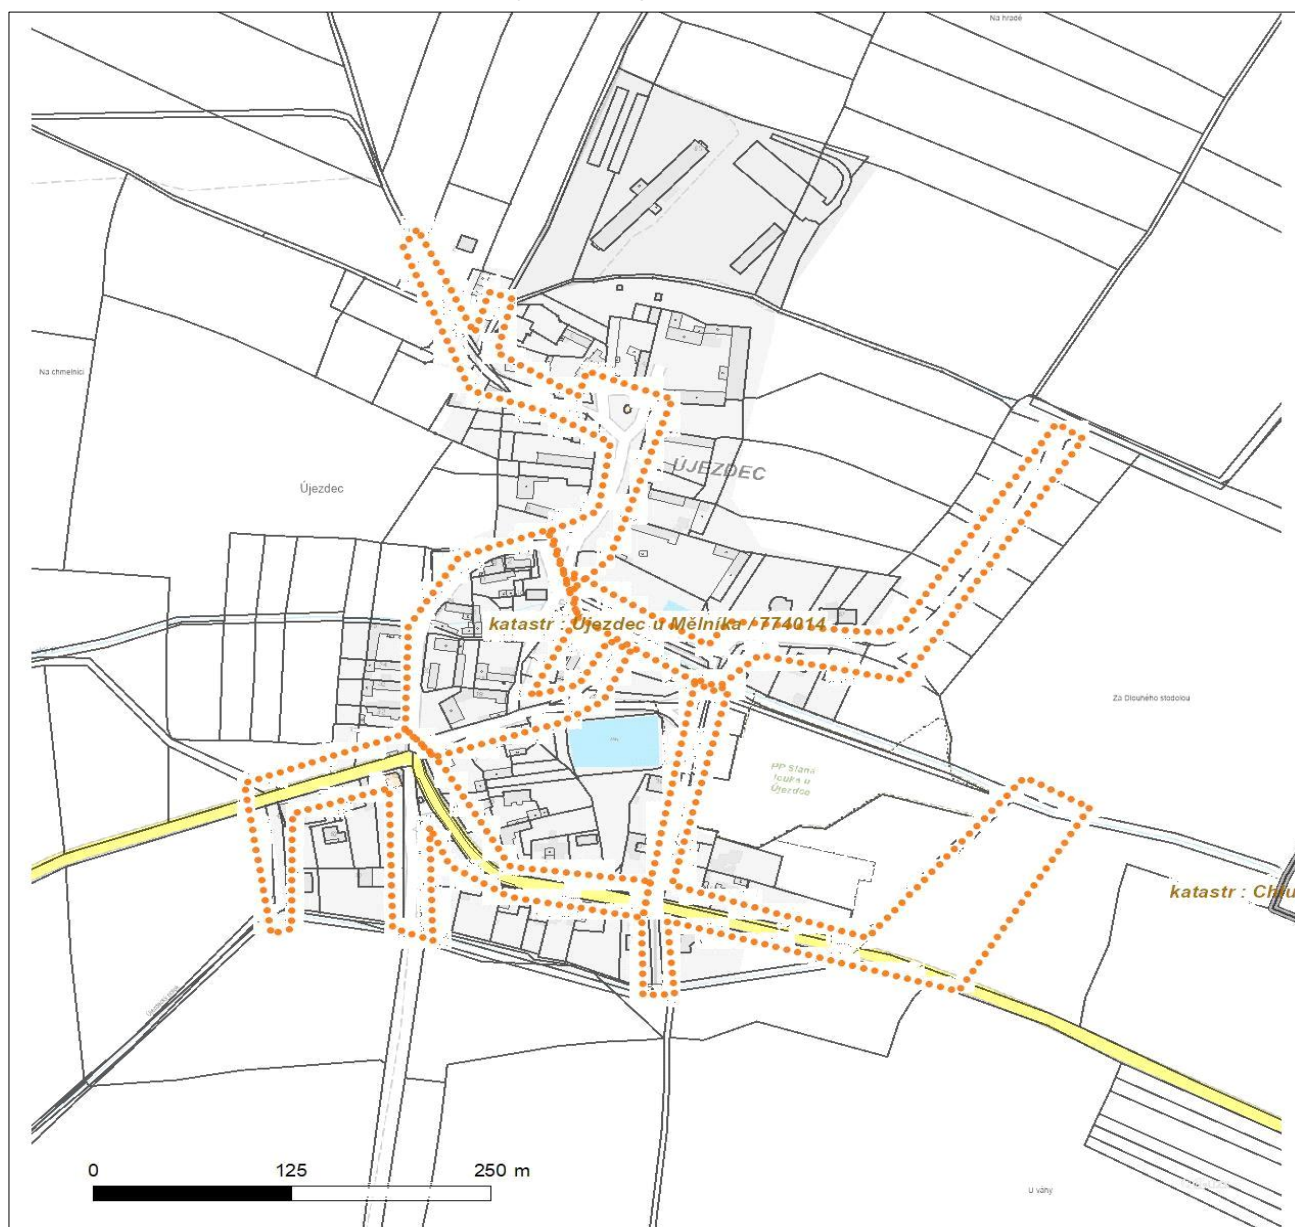 Na hradě
Na chmelnici
ÚJEZDEC
Újezdec
katastr : Újezdec u Mělníka / 774014
Za Dlouhého stodolou
PP Slaná
louka u
Újezdce
katastr : Chlu
0 125 250 m
U váhy